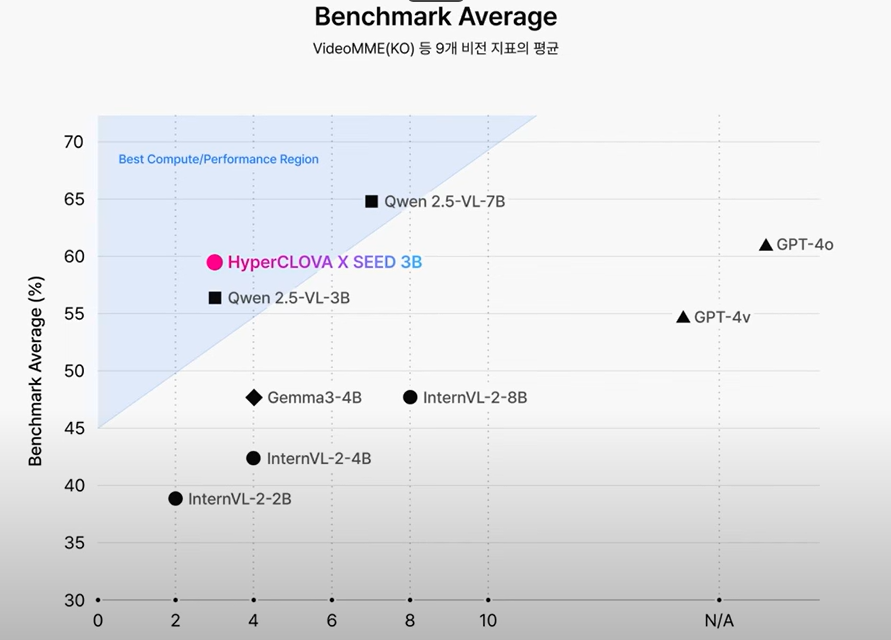 Benchmark Average
VideoMME(KO) 등 9개 비전 지표의 평균
Benchmark Average (%)
70
65
60
55
50
45
40
35
30
Best Compute/Performance Region
Qwen 2.5-VL-7B
GPT-4o
HyperCLOVA X SEED 3B
Qwen 2.5-VL-3B
GPT-4v
Gemma3-4B
InternVL-2-8B
InternVL-2-4B
InternVL-2-2B
0 2 4 6 8 10 N/A